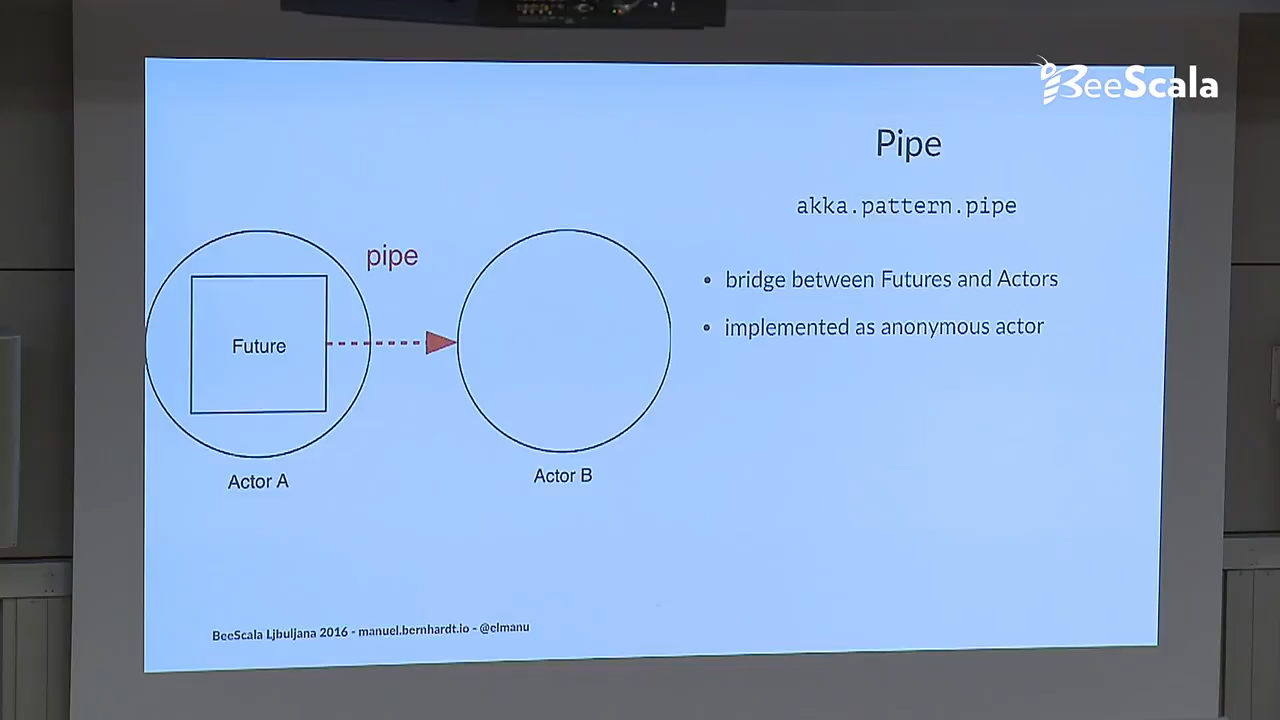 BeeScala
Pipe
akka.pattern.pipe
• bridge between Futures and Actors
• implemented as anonymous actor
pipe
Future
Actor A
Actor B
BeeScala Ljbuljana 2016 - manuel.bernhardt.io - @elmanu